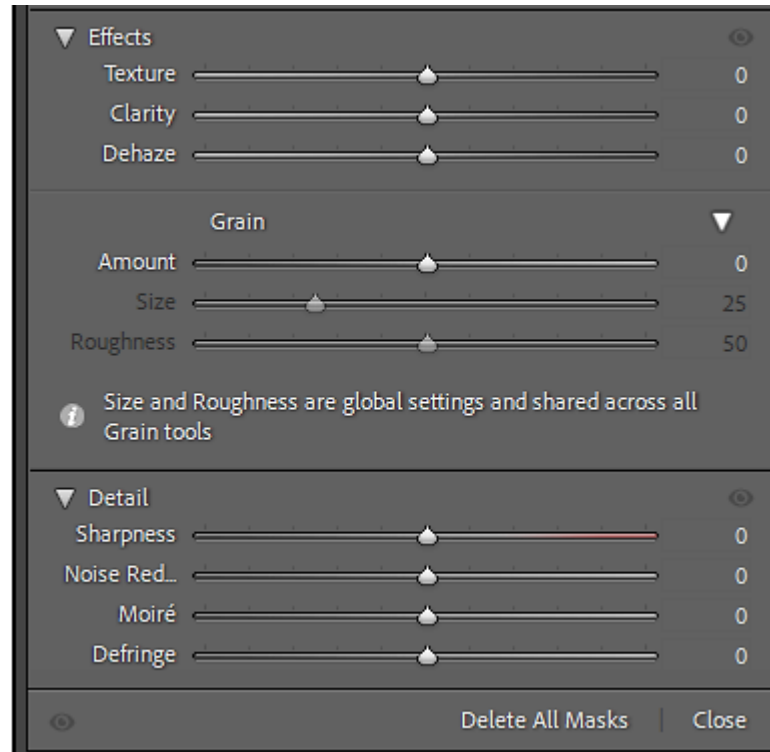 Effects
Texture 0
Clarity 0
Dehaze 0
Grain
Amount 0
Size 25
Roughness 50
Size and Roughness are global settings and shared across all
Grain tools
Detail
Sharpness 0
Noise Red... 0
Moiré 0
Defringe 0
Delete All Masks | Close